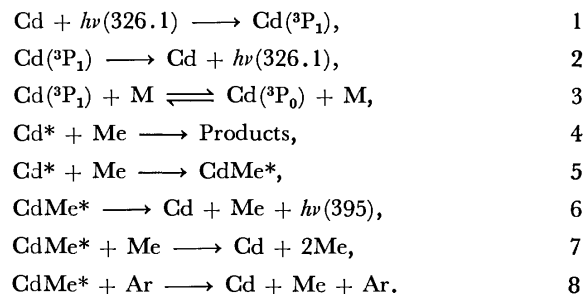 Cd + hν(326.1) ⟶ Cd(³P₁), 1
Cd(³P₁) ⟶ Cd + hν(326.1), 2
Cd(³P₁) + M ⇌ Cd(³P₀) + M, 3
Cd* + Me ⟶ Products, 4
Cd* + Me ⟶ CdMe*, 5
CdMe* ⟶ Cd + Me + hν(395), 6
CdMe* + Me ⟶ Cd + 2Me, 7
CdMe* + Ar ⟶ Cd + Me + Ar. 8